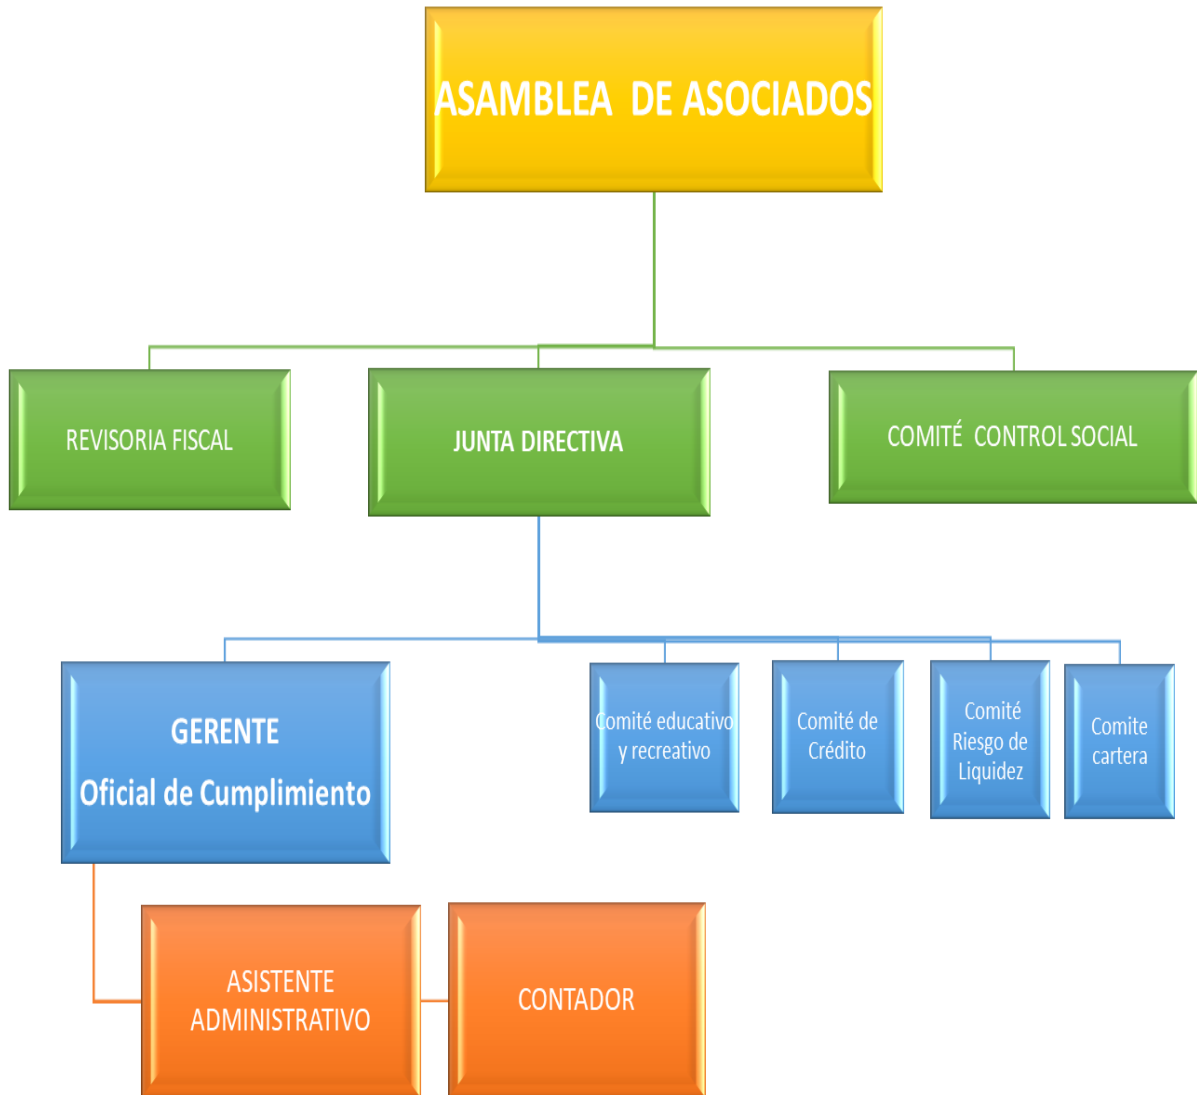 ASAMBLEA DE ASOCIADOS
REVISORIA FISCAL
JUNTA DIRECTIVA
COMITÉ CONTROL SOCIAL
GERENTE
Oficial de Cumplimiento
Comité educativo
y recreativo
Comité de
Crédito
Comité
Riesgo de
Liquidez
Comite
cartera
ASISTENTE
ADMINISTRATIVO
CONTADOR